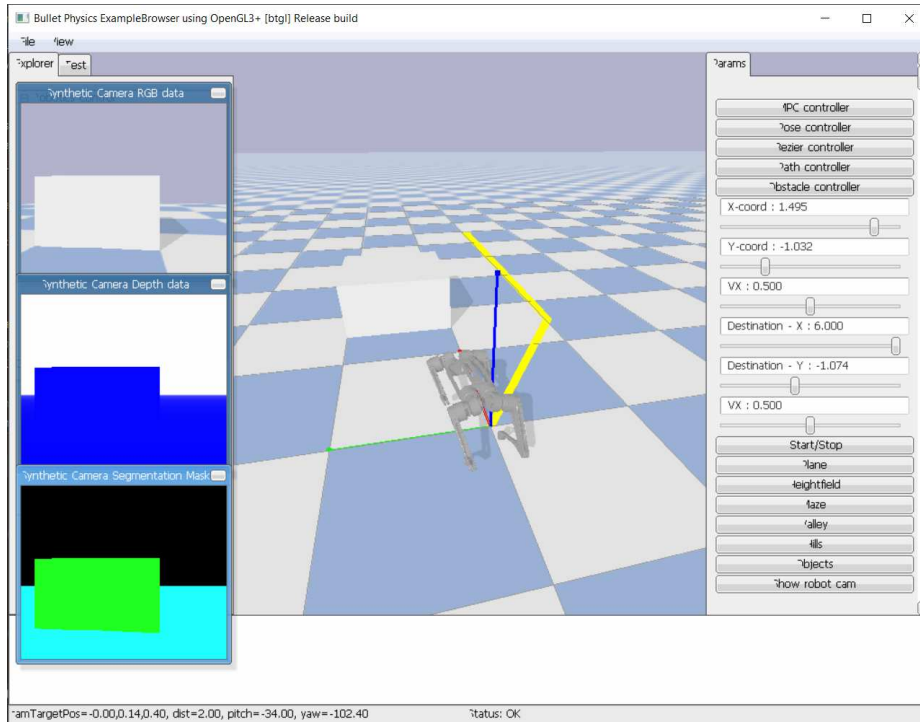 Bullet Physics ExampleBrowser using OpenGL3+ [btgl] Release build
File View
Explorer Test
Params
Synthetic Camera RGB data
Synthetic Camera Depth data
Synthetic Camera Segmentation Mask
MPC controller
Pose controller
Bezier controller
Path controller
Obstacle controller
X-coord : 1.495
Y-coord : -1.032
VX : 0.500
Destination - X : 6.000
Destination - Y : -1.074
VX : 0.500
Start/Stop
Plane
Heightfield
Maze
Valley
Hills
Objects
Show robot cam
camTargetPos=-0.00,0.14,0.40, dist=2.00, pitch=-34.00, yaw=-102.40 Status: OK